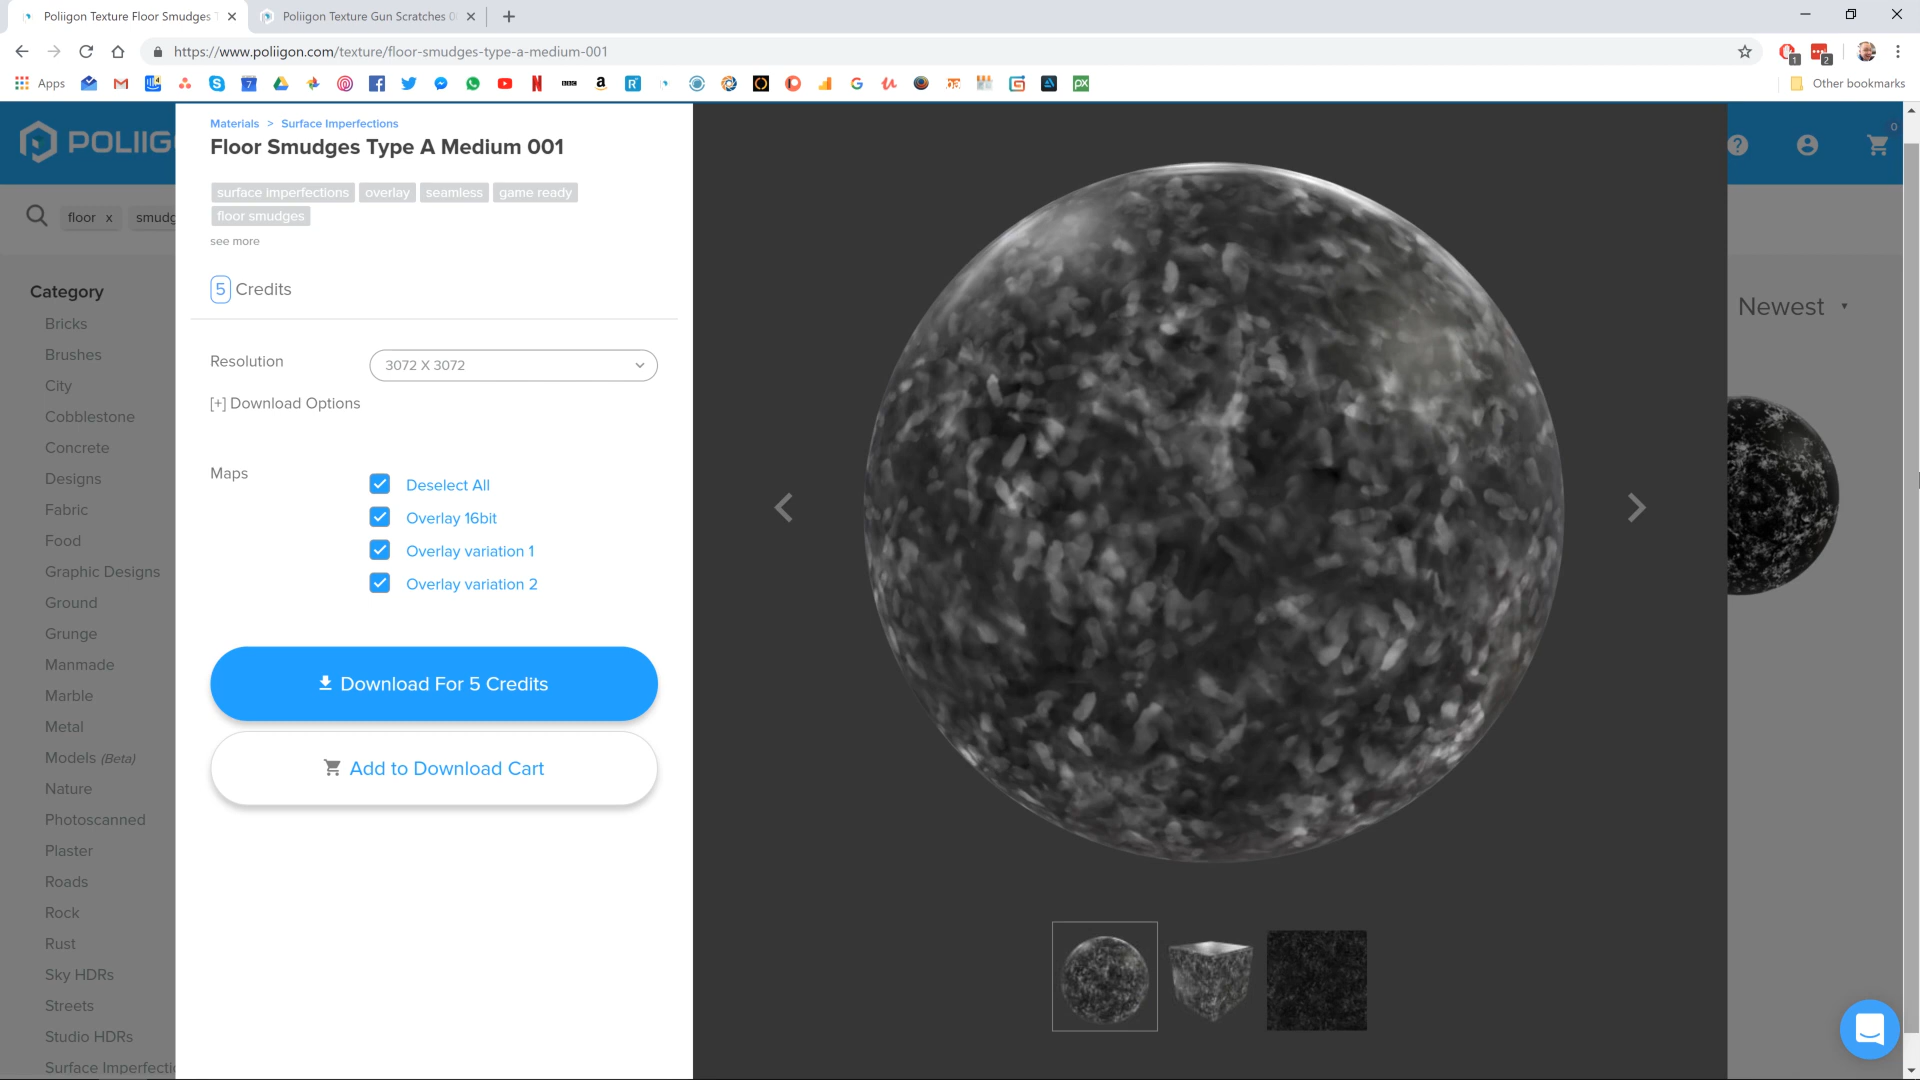 Poliigon Texture Floor Smudges T
Poliigon Texture Gun Scratches 0
https://www.poliigon.com/texture/floor-smudges-type-a-medium-001
1
2
Apps
Other bookmarks
POLIIG
0
Materials > Surface Imperfections
Floor Smudges Type A Medium 001
surface imperfections
overlay
seamless
game ready
floor smudges
see more
5 Credits
floor x
smudg
Category
Bricks
Brushes
City
Cobblestone
Concrete
Designs
Fabric
Food
Graphic Designs
Ground
Grunge
Manmade
Marble
Metal
Models (Beta)
Nature
Photoscanned
Plaster
Roads
Rock
Rust
Sky HDRs
Streets
Studio HDRs
Surface Imperfectio
Resolution
3072 X 3072
[+] Download Options
Maps
Deselect All
Overlay 16bit
Overlay variation 1
Overlay variation 2
Download For 5 Credits
Add to Download Cart
Newest